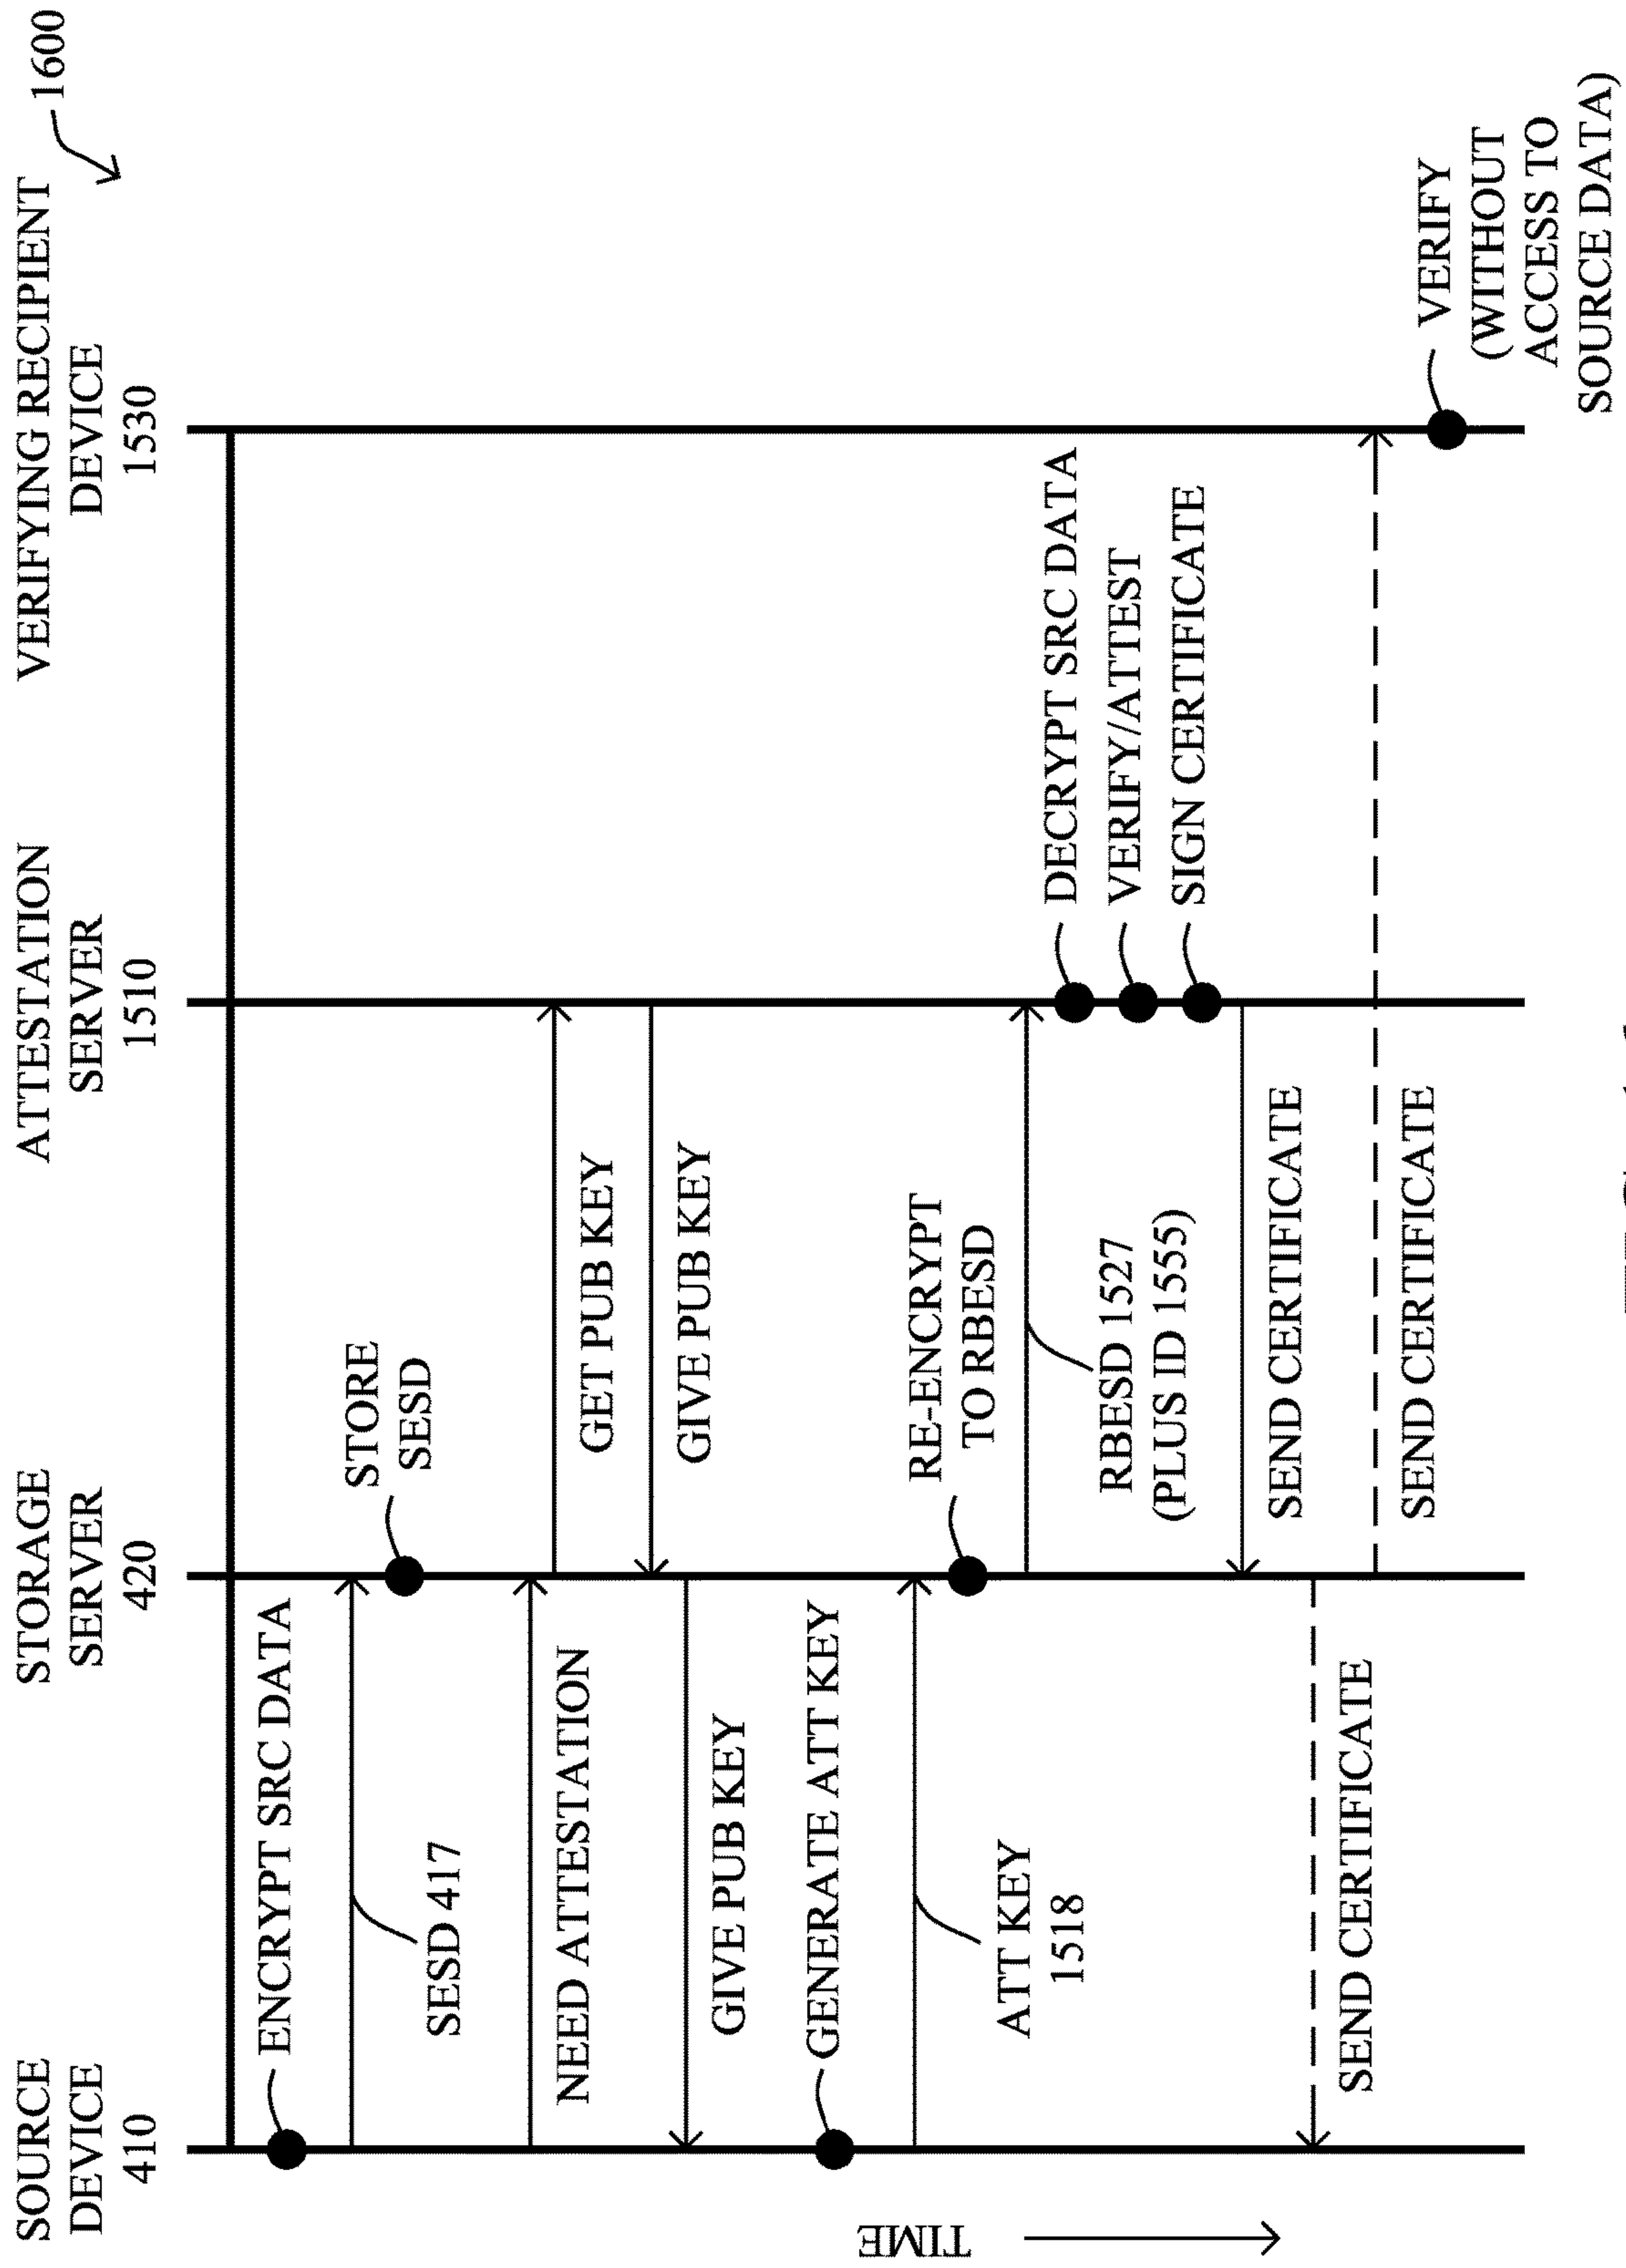 1600
SOURCE
DEVICE
410
STORAGE
SERVER
420
ATTESTATION
SERVER
1510
VERIFYING RECIPIENT
DEVICE
1530
ENCRYPT SRC DATA
SESD 417
STORE
SESD
NEED ATTESTATION
GET PUB KEY
GIVE PUB KEY
GIVE PUB KEY
GENERATE ATT KEY
ATT KEY
1518
RE-ENCRYPT
TO RBESD
RBESD 1527
(PLUS ID 1555)
DECRYPT SRC DATA
VERIFY/ATTEST
SIGN CERTIFICATE
SEND CERTIFICATE
SEND CERTIFICATE
SEND CERTIFICATE
VERIFY
(WITHOUT
ACCESS TO
SOURCE DATA)
TIME